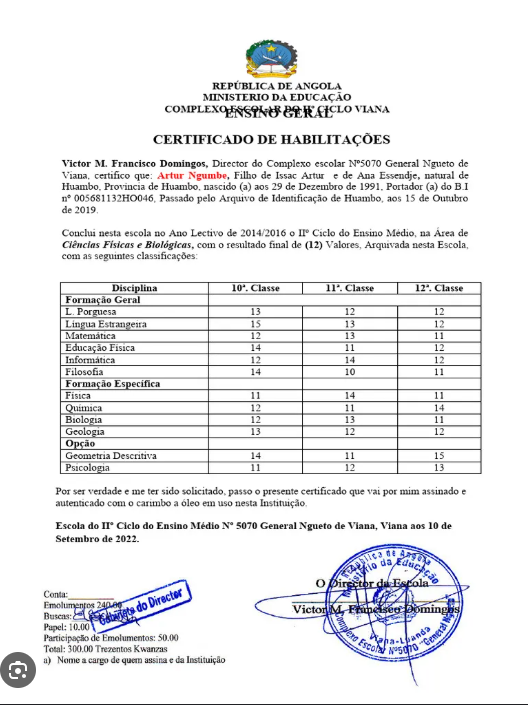 REPÚBLICA DE ANGOLA
MINISTERIO DA EDUCAÇÃO
COMPLEXO ESCOLAR DO IIº CICLO VIANA
ENSINO GERAL
CERTIFICADO DE HABILITAÇÕES
Victor M. Francisco Domingos, Director do Complexo escolar Nº5070 General Ngueto de
Viana, certifico que: Artur Ngumbe, Filho de Issac Artur e de Ana Essendje, natural de
Huambo, Provincia de Huambo, nascido (a) aos 29 de Dezembro de 1991, Portador (a) do B.I
nº 005681132HO046, Passado pelo Arquivo de Identificação de Huambo, aos 15 de Outubro
de 2019.
Conclui nesta escola no Ano Lectivo de 2014/2016 o IIº Ciclo do Ensino Médio, na Área de
Ciências Físicas e Biológicas, com o resultado final de (12) Valores, Arquivada nesta Escola,
com as seguintes classificações:
Disciplina 10ª. Classe 11ª. Classe 12ª. Classe
Formação Geral
L. Porguesa 13 12 12
Língua Estrangeira 15 13 12
Matemática 12 13 11
Educação Física 14 11 12
Informática 12 14 12
Filosofia 14 10 11
Formação Especifica
Física 11 14 11
Química 12 11 14
Biologia 12 13 11
Geologia 13 12 12
Opção
Geometria Descritiva 14 11 15
Psicologia 11 12 13
Por ser verdade e me ter sido solicitado, passo o presente certificado que vai por mim assinado e
autenticado com o carimbo a óleo em uso nesta Instituição.
Escola do IIº Ciclo do Ensino Médio Nº 5070 General Ngueto de Viana, Viana aos 10 de
Setembro de 2022.
O Director da Escola
Victor M. Francisco Domingos
República de Angola
Ministério da Educação
Complexo Escolar Nº5070 "General
Viana-Luanda
Conta:
Emolumentos 240.00
Gabinete do Director
Buscas:
Papel: 10.00
Participação de Emolumentos: 50.00
Total: 300.00 Trezentos Kwanzas
a) Nome a cargo de quem assina e da Instituição